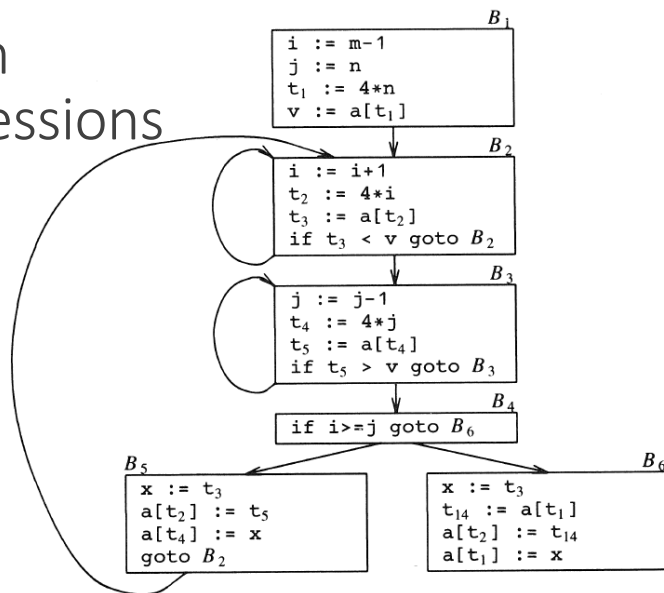 n
essions
B₁
i := m-1
j := n
t₁ := 4*n
v := a[t₁]
B₂
i := i+1
t₂ := 4*i
t₃ := a[t₂]
if t₃ < v goto B₂
B₃
j := j-1
t₄ := 4*j
t₅ := a[t₄]
if t₅ > v goto B₃
B₄
if i>=j goto B₆
B₅
x := t₃
a[t₂] := t₅
a[t₄] := x
goto B₂
B₆
x := t₃
t₁₄ := a[t₁]
a[t₂] := t₁₄
a[t₁] := x